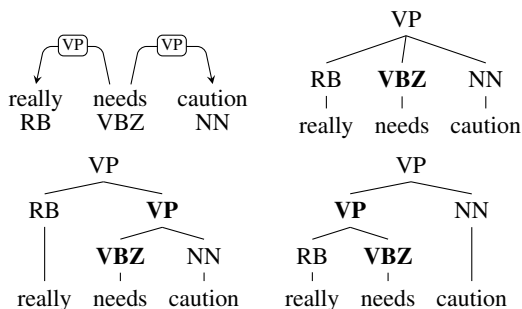 VP VP
really needs caution
RB VBZ NN
VP
RB VBZ NN
really needs caution
VP
RB VP
VBZ NN
really needs caution
VP
VP NN
RB VBZ
really needs caution